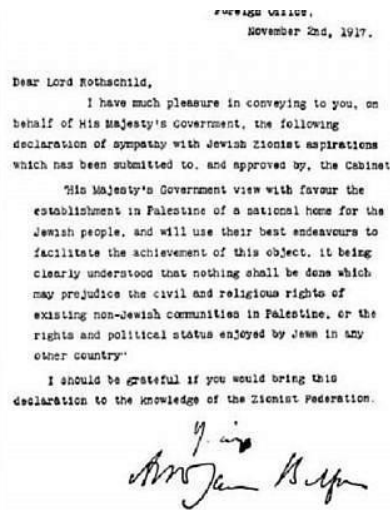 Foreign Office,
November 2nd, 1917.
Dear Lord Rothschild,
I have much pleasure in conveying to you, on
behalf of His Majesty's Government, the following
declaration of sympathy with Jewish Zionist aspirations
which has been submitted to, and approved by, the Cabinet
"His Majesty's Government view with favour the
establishment in Palestine of a national home for the
Jewish people, and will use their best endeavours to
facilitate the achievement of this object, it being
clearly understood that nothing shall be done which
may prejudice the civil and religious rights of
existing non-Jewish communities in Palestine, or the
rights and political status enjoyed by Jews in any
other country"
I should be grateful if you would bring this
declaration to the knowledge of the Zionist Federation.